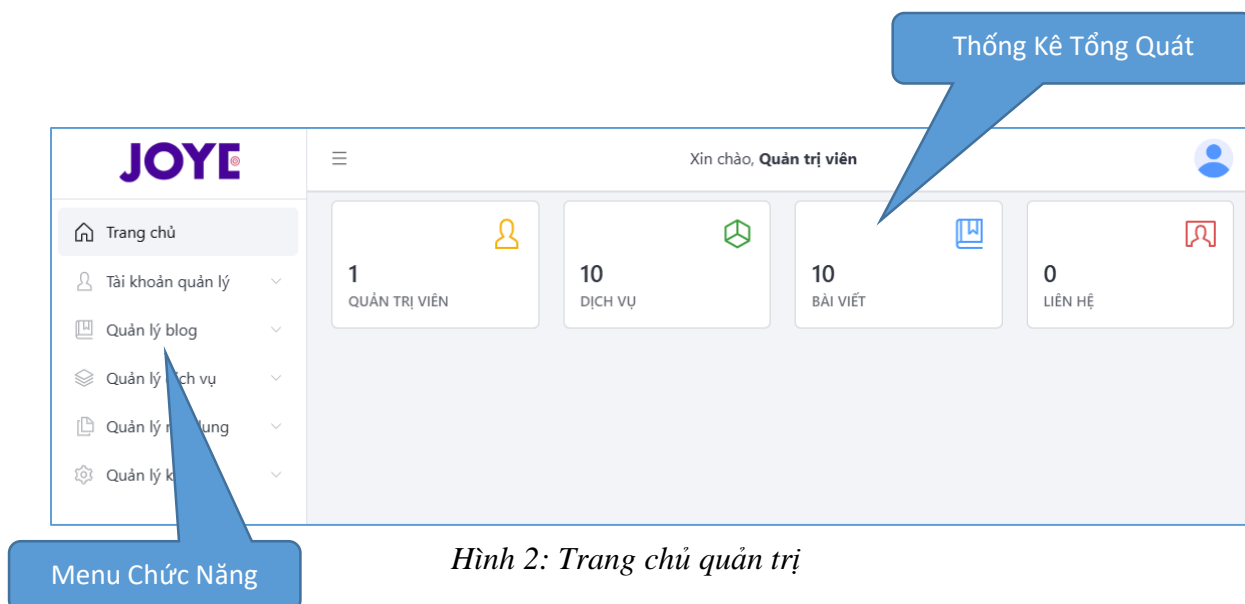 Thống Kê Tổng Quát
JOYE
Xin chào, Quản trị viên
Trang chủ
Tài khoản quản lý
Quản lý blog
Quản lý vụ
Quản lý
Quản lý
1
QUẢN TRỊ VIÊN
10
DỊCH VỤ
10
BÀI VIẾT
0
LIÊN HỆ
Menu Chức Năng
Hình 2: Trang chủ quản trị